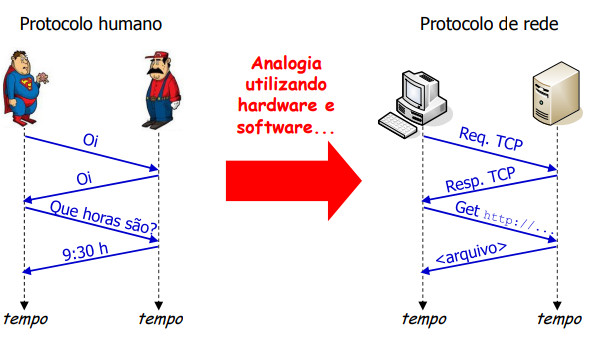 Protocolo humano
Protocolo de rede
Analogia
utilizando
hardware e
software...
Oi
Oi
Que horas são?
9:30 h
tempo
tempo
Req. TCP
Resp. TCP
Get http://...
<arquivo>
tempo
tempo